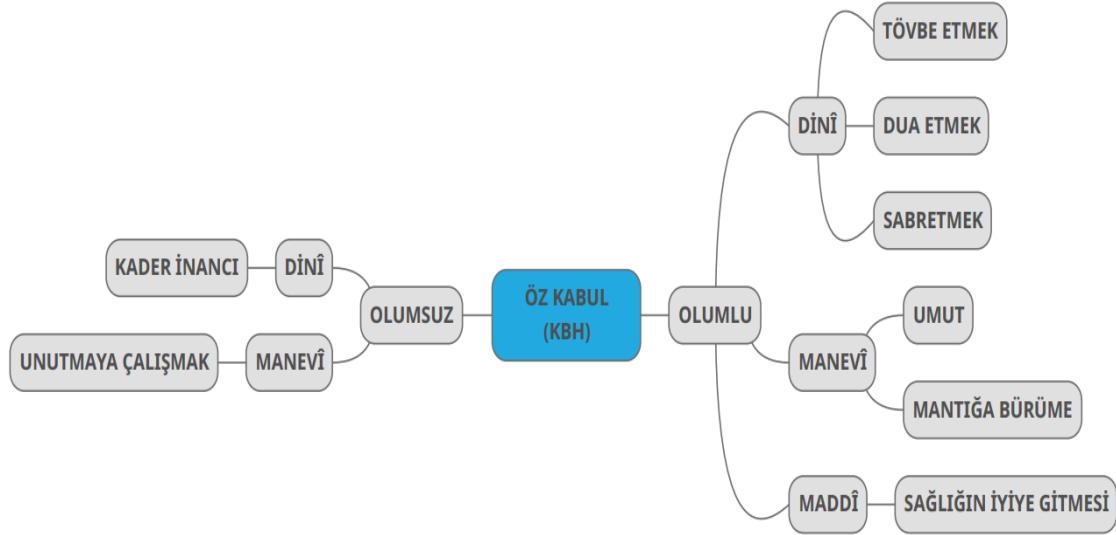 TÖVBE ETMEK
DİNÎ
DUA ETMEK
SABRETMEK
KADER İNANCI
DİNÎ
OLUMSUZ
UNUTMAYA ÇALIŞMAK
MANEVÎ
ÖZ KABUL
(KBH)
OLUMLU
UMUT
MANEVÎ
MANTIĞA BÜRÜME
MADDÎ
SAĞLIĞIN İYİYE GİTMESİ